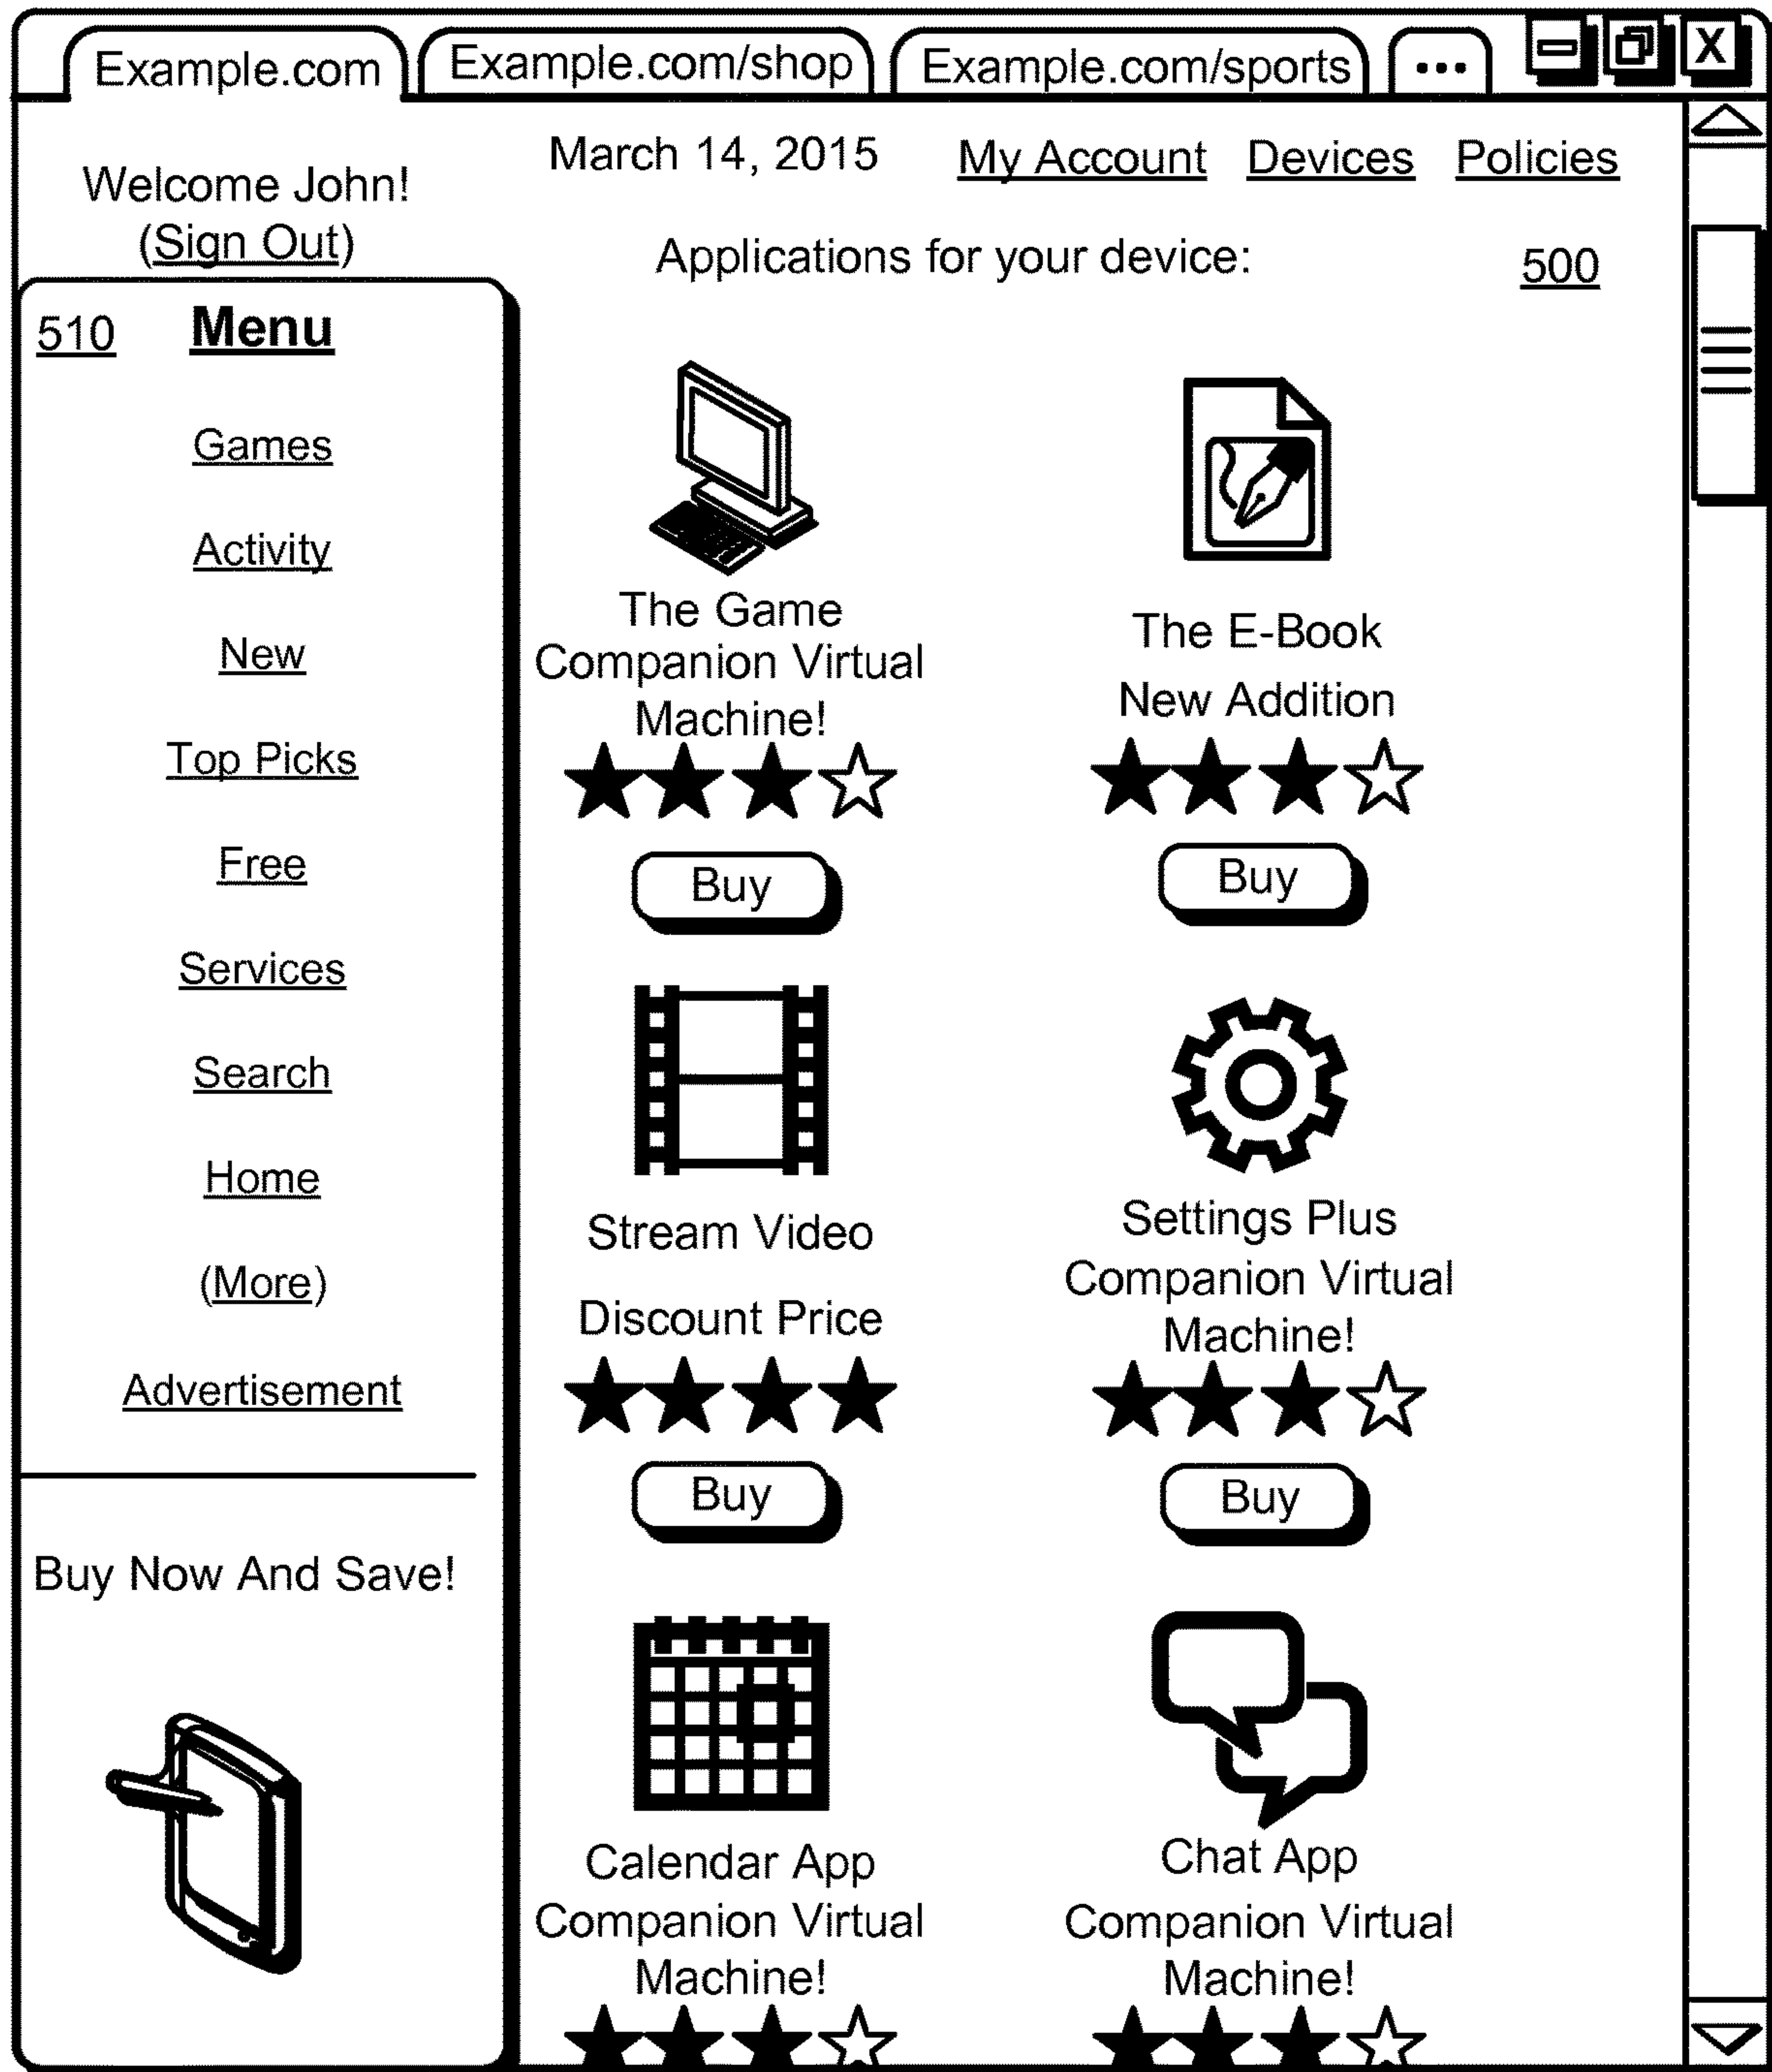 Example.com
Example.com/shop
Example.com/sports
...
X
Welcome John!
(Sign Out)
March 14, 2015
My Account
Devices
Policies
Applications for your device:
500
510
Menu
Games
Activity
New
Top Picks
Free
Services
Search
Home
(More)
Advertisement
Buy Now And Save!
The Game
Companion Virtual
Machine!
Buy
The E-Book
New Addition
Buy
Stream Video
Discount Price
Buy
Settings Plus
Companion Virtual
Machine!
Buy
Calendar App
Companion Virtual
Machine!
Chat App
Companion Virtual
Machine!